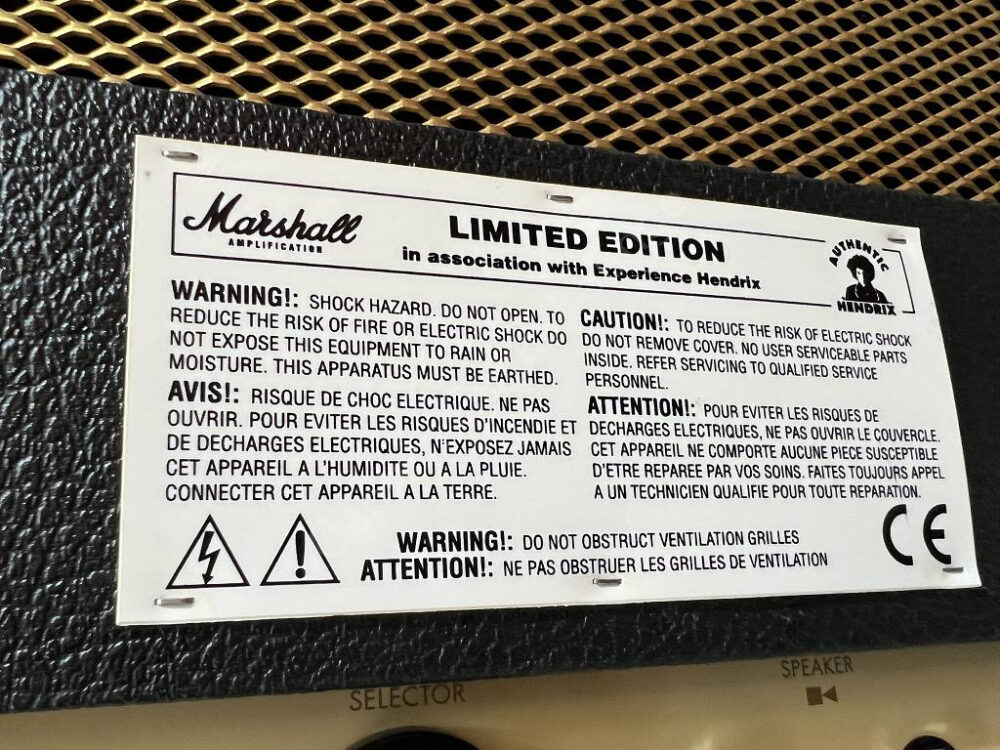 Marshall
AMPLIFICATION
LIMITED EDITION
in association with Experience Hendrix
AUTHENTIC
HENDRIX
WARNING!: SHOCK HAZARD. DO NOT OPEN. TO
REDUCE THE RISK OF FIRE OR ELECTRIC SHOCK DO
NOT EXPOSE THIS EQUIPMENT TO RAIN OR
MOISTURE. THIS APPARATUS MUST BE EARTHED.
AVIS!: RISQUE DE CHOC ELECTRIQUE. NE PAS
OUVRIR. POUR EVITER LES RISQUES D'INCENDIE ET
DE DECHARGES ELECTRIQUES, N'EXPOSEZ JAMAIS
CET APPAREIL A L'HUMIDITE OU A LA PLUIE.
CONNECTER CET APPAREIL A LA TERRE.
CAUTION!: TO REDUCE THE RISK OF ELECTRIC SHOCK
DO NOT REMOVE COVER. NO USER SERVICEABLE PARTS
INSIDE. REFER SERVICING TO QUALIFIED SERVICE
PERSONNEL.
ATTENTION!: POUR EVITER LES RISQUES DE
DECHARGES ELECTRIQUES, NE PAS OUVRIR LE COUVERCLE.
CET APPAREIL NE COMPORTE AUCUNE PIECE SUSCEPTIBLE
D'ETRE REPAREE PAR VOS SOINS. FAITES TOUJOURS APPEL
A UN TECHNICIEN QUALIFIE POUR TOUTE REPARATION.
WARNING!: DO NOT OBSTRUCT VENTILATION GRILLES
ATTENTION!: NE PAS OBSTRUER LES GRILLES DE VENTILATION
CE
SELECTOR
SPEAKER